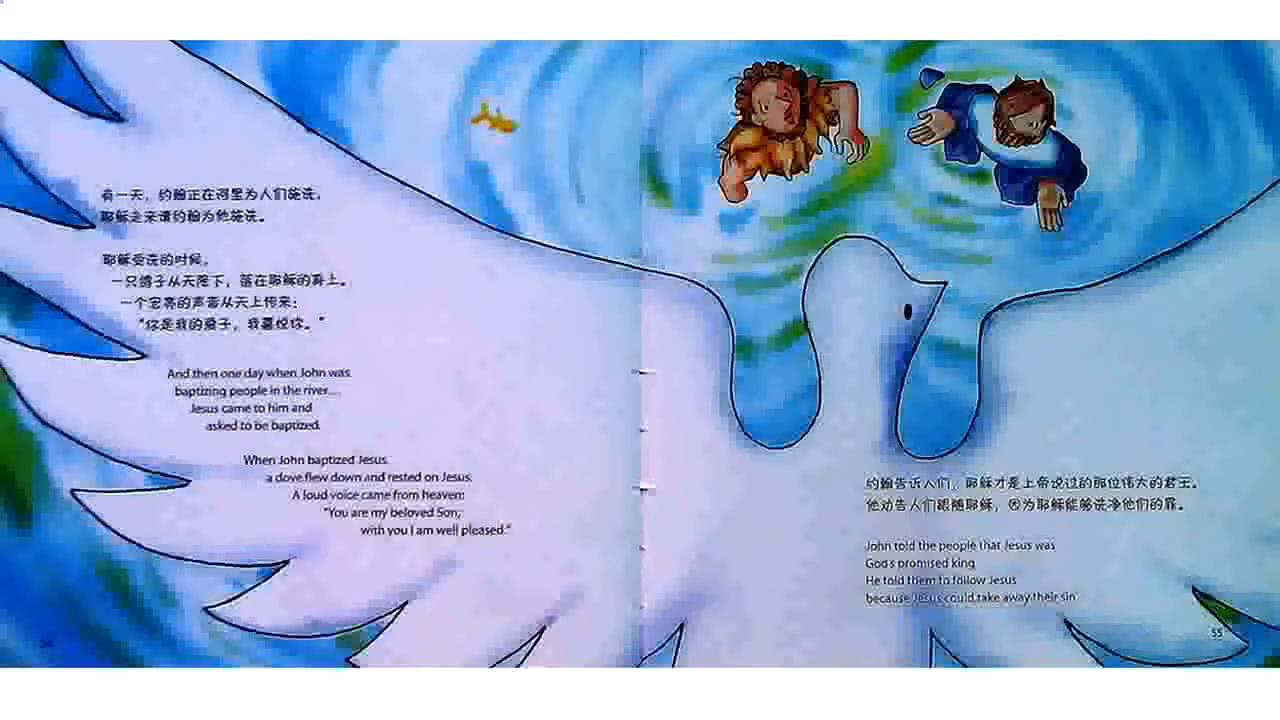 有一天，约翰正在河里为人们施洗，
耶稣走来请约翰为他施洗。
耶稣受洗的时候，
一只鸽子从天降下，落在耶稣的身上。
一个宏亮的声音从天上传来：
“你是我的爱子，我喜悦你。”
And then one day when John was
baptizing people in the river...
Jesus came to him and
asked to be baptized.
When John baptized Jesus,
a dove flew down and rested on Jesus.
A loud voice came from heaven:
"You are my beloved Son;
with you I am well pleased."
54
约翰告诉人们，耶稣才是上帝说过的那位伟大的君王。
他劝告人们跟随耶稣，因为耶稣能够洗净他们的罪。
John told the people that Jesus was
God's promised king.
He told them to follow Jesus
because Jesus could take away their sin.
55